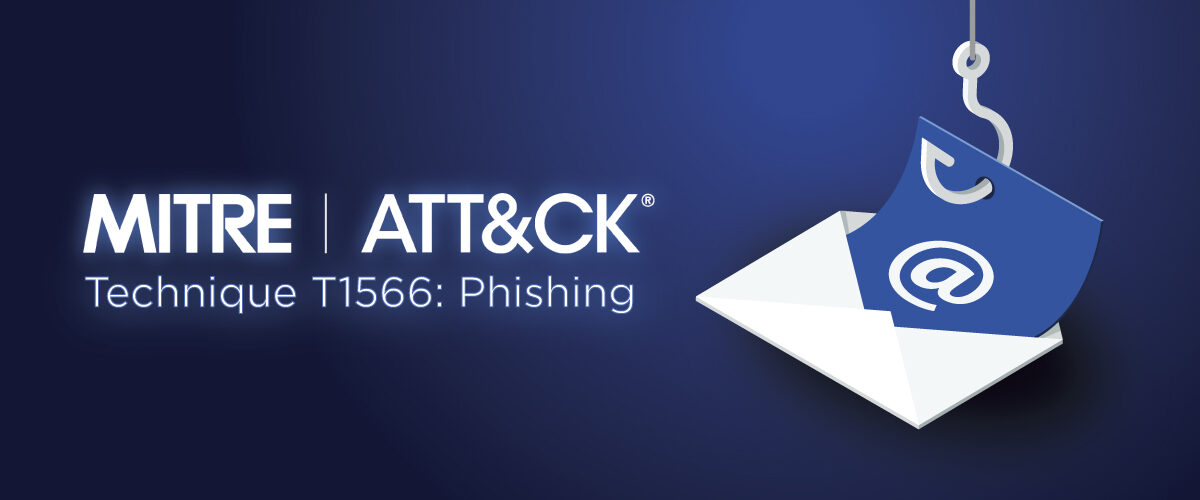 MITRE | ATT&CK®
Technique T1566: Phishing
@